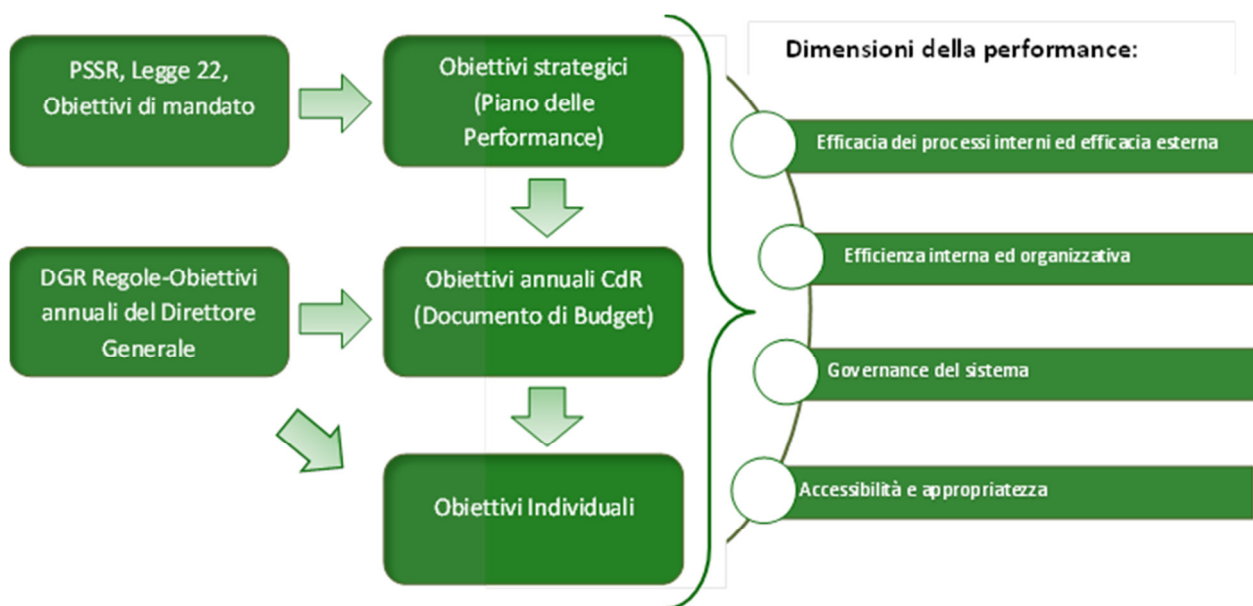 PSSR, Legge 22,
Obiettivi di mandato
Obiettivi strategici
(Piano delle
Performance)
DGR Regole-Obiettivi
annuali del Direttore
Generale
Obiettivi annuali CdR
(Documento di Budget)
Obiettivi Individuali
Dimensioni della performance:
Efficacia dei processi interni ed efficacia esterna
Efficienza interna ed organizzativa
Governance del sistema
Accessibilità e appropriatezza